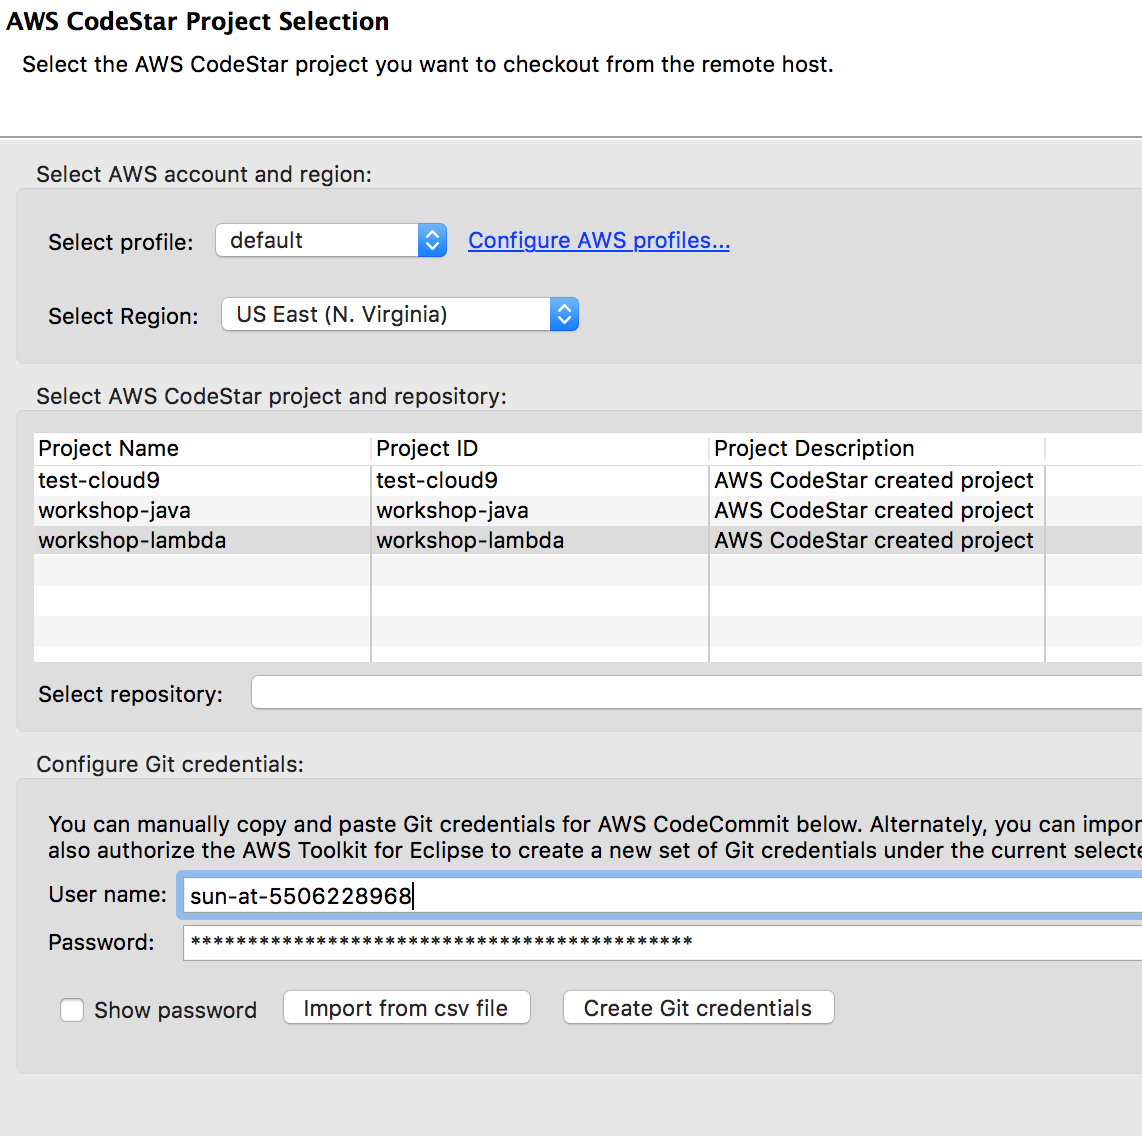 AWS CodeStar Project Selection
Select the AWS CodeStar project you want to checkout from the remote host.
Select AWS account and region:
Select profile: default Configure AWS profiles...
Select Region: US East (N. Virginia)
Select AWS CodeStar project and repository:
Project Name Project ID Project Description
test-cloud9 test-cloud9 AWS CodeStar created project
workshop-java workshop-java AWS CodeStar created project
workshop-lambda workshop-lambda AWS CodeStar created project
Select repository:
Configure Git credentials:
You can manually copy and paste Git credentials for AWS CodeCommit below. Alternately, you can impor
also authorize the AWS Toolkit for Eclipse to create a new set of Git credentials under the current selecte
User name: sun-at-5506228968
Password: ********************************************
Show password Import from csv file Create Git credentials